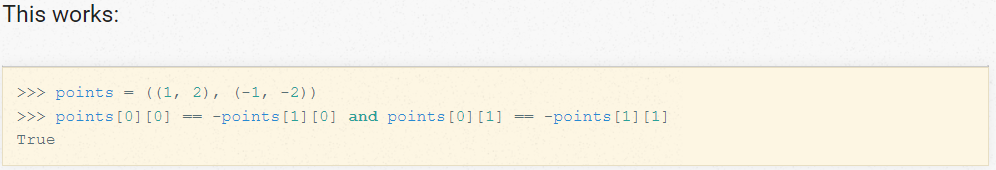 This works:
>>> points = ((1, 2), (-1, -2))
>>> points[0][0] == -points[1][0] and points[0][1] == -points[1][1]
True